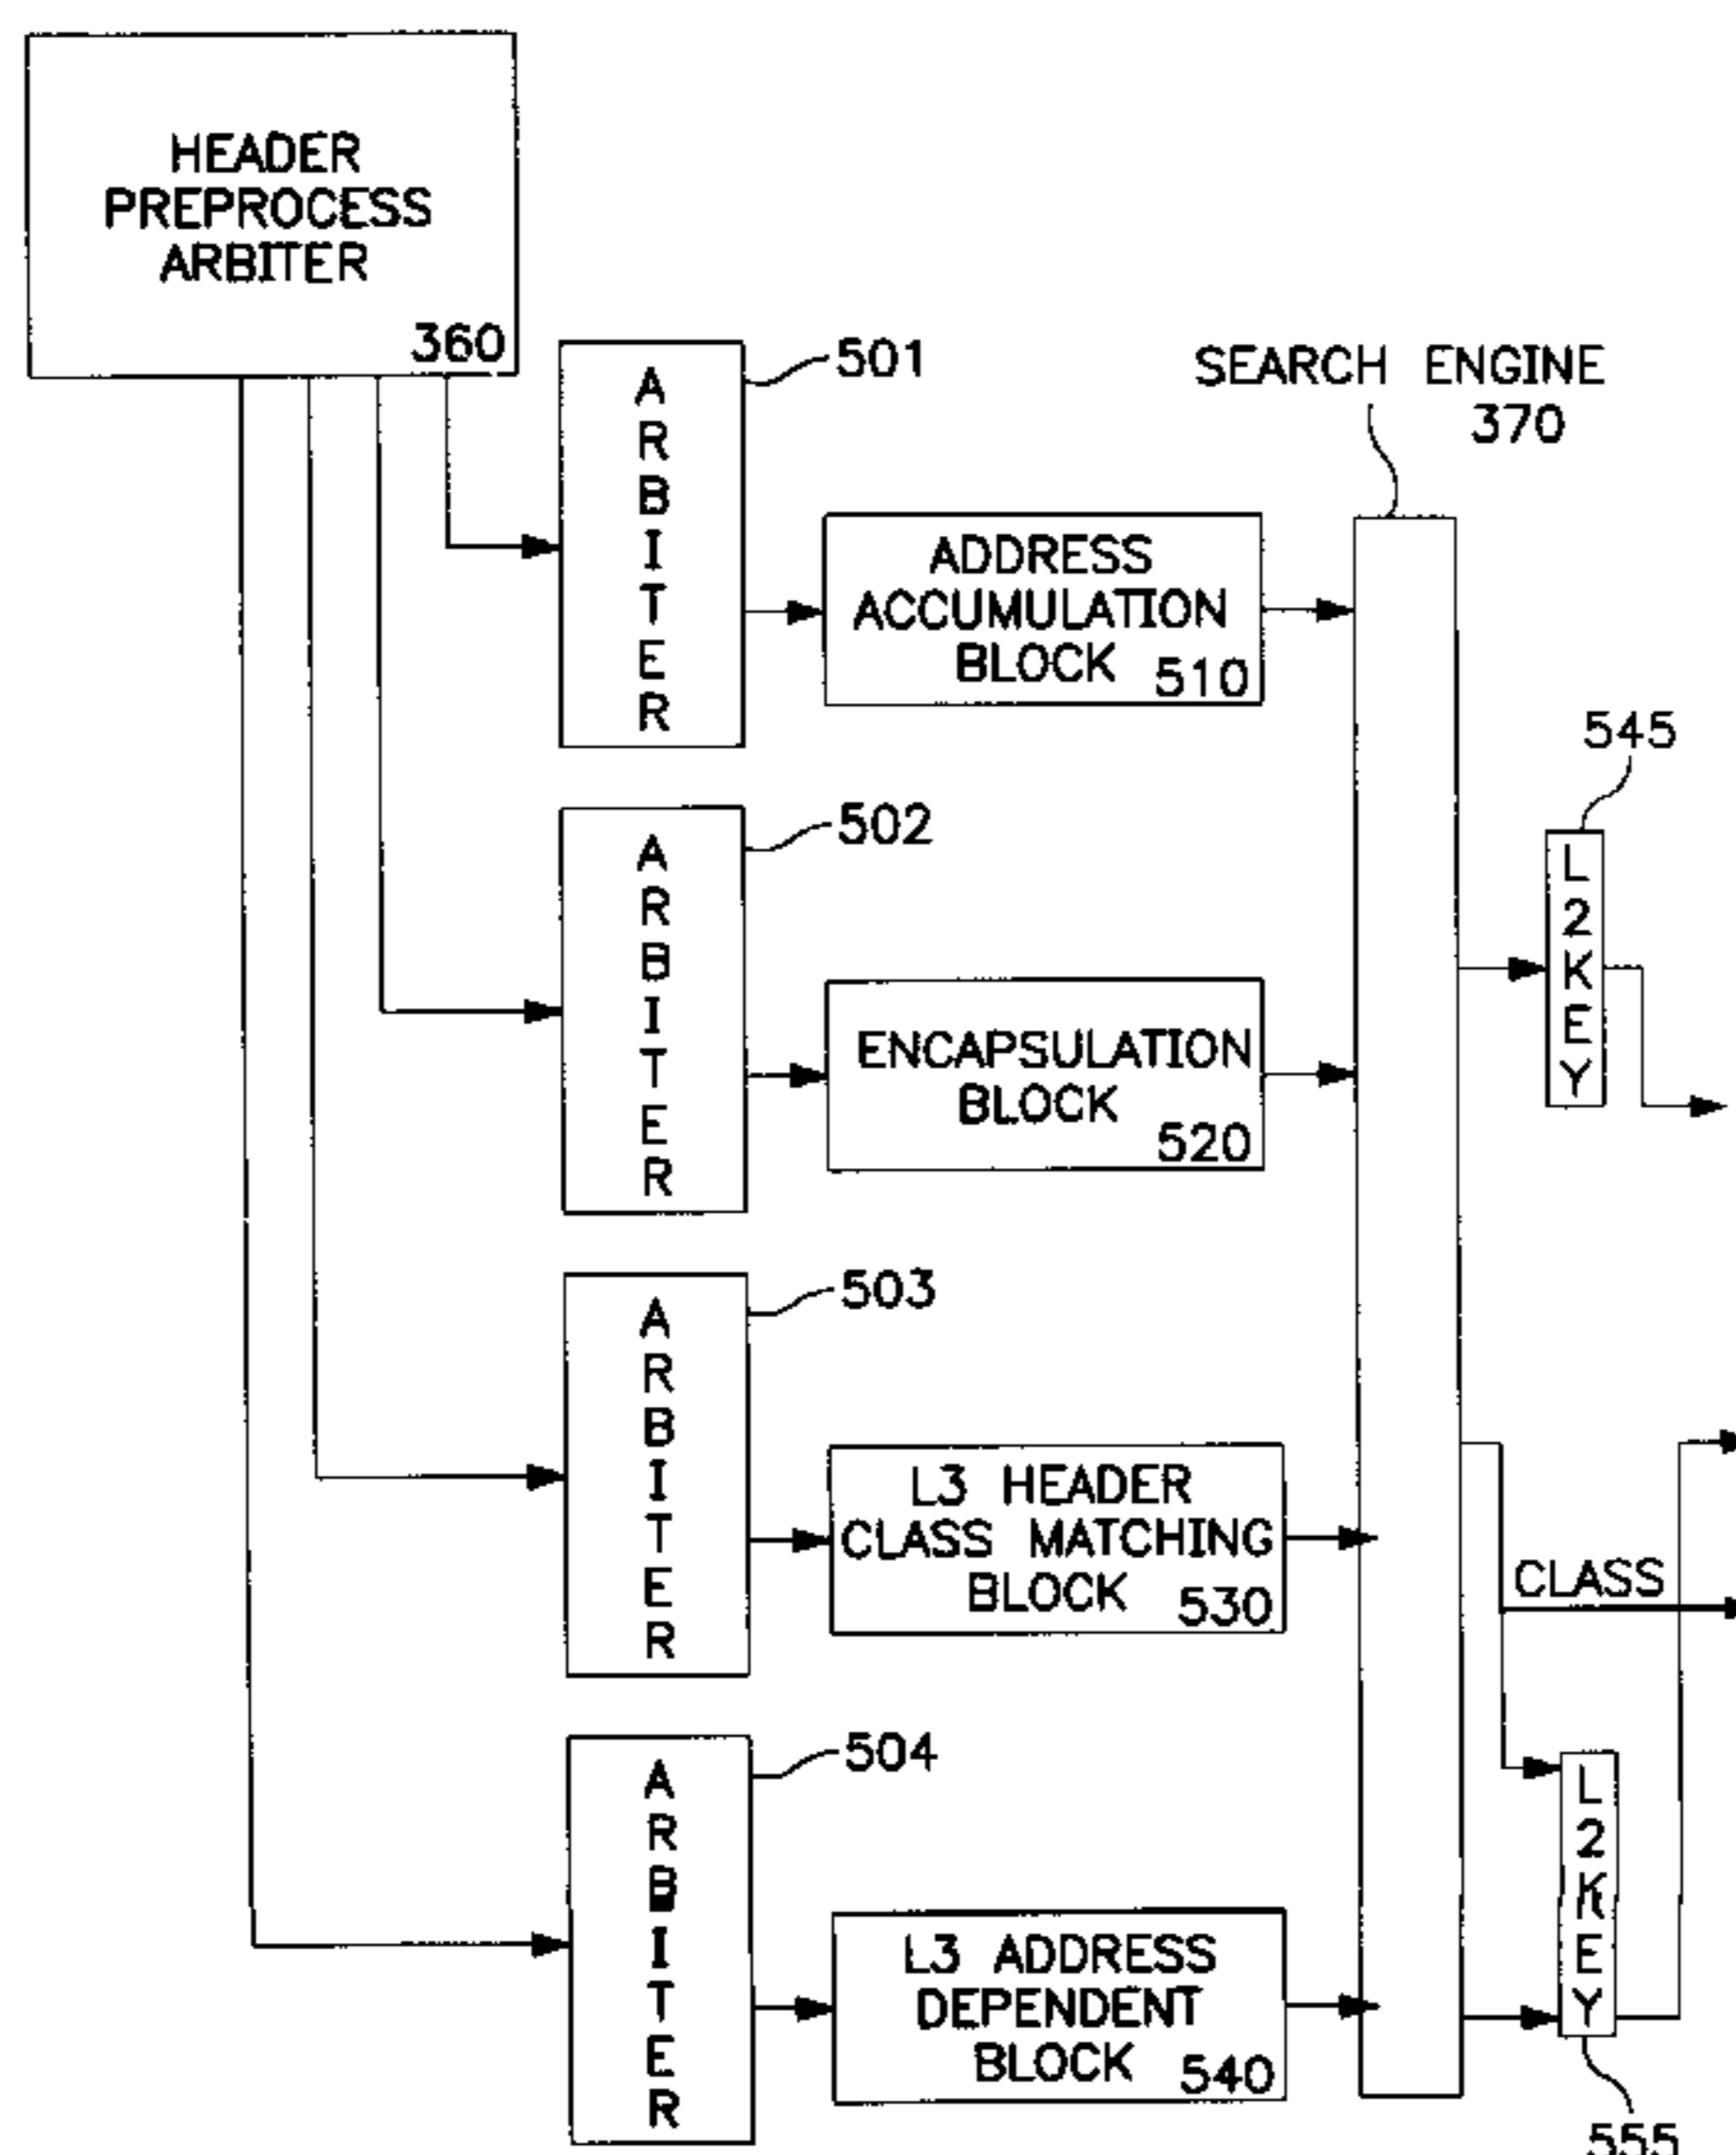 HEADER
PREPROCESS
ARBITER
360
ARBITER
501
SEARCH ENGINE
370
ADDRESS
ACCUMULATION
BLOCK 510
545
L2KEY
ARBITER
502
ENCAPSULATION
BLOCK
520
ARBITER
503
L3 HEADER
CLASS MATCHING
BLOCK 530
CLASS
ARBITER
504
L2KEY
L3 ADDRESS
DEPENDENT
BLOCK 540
555